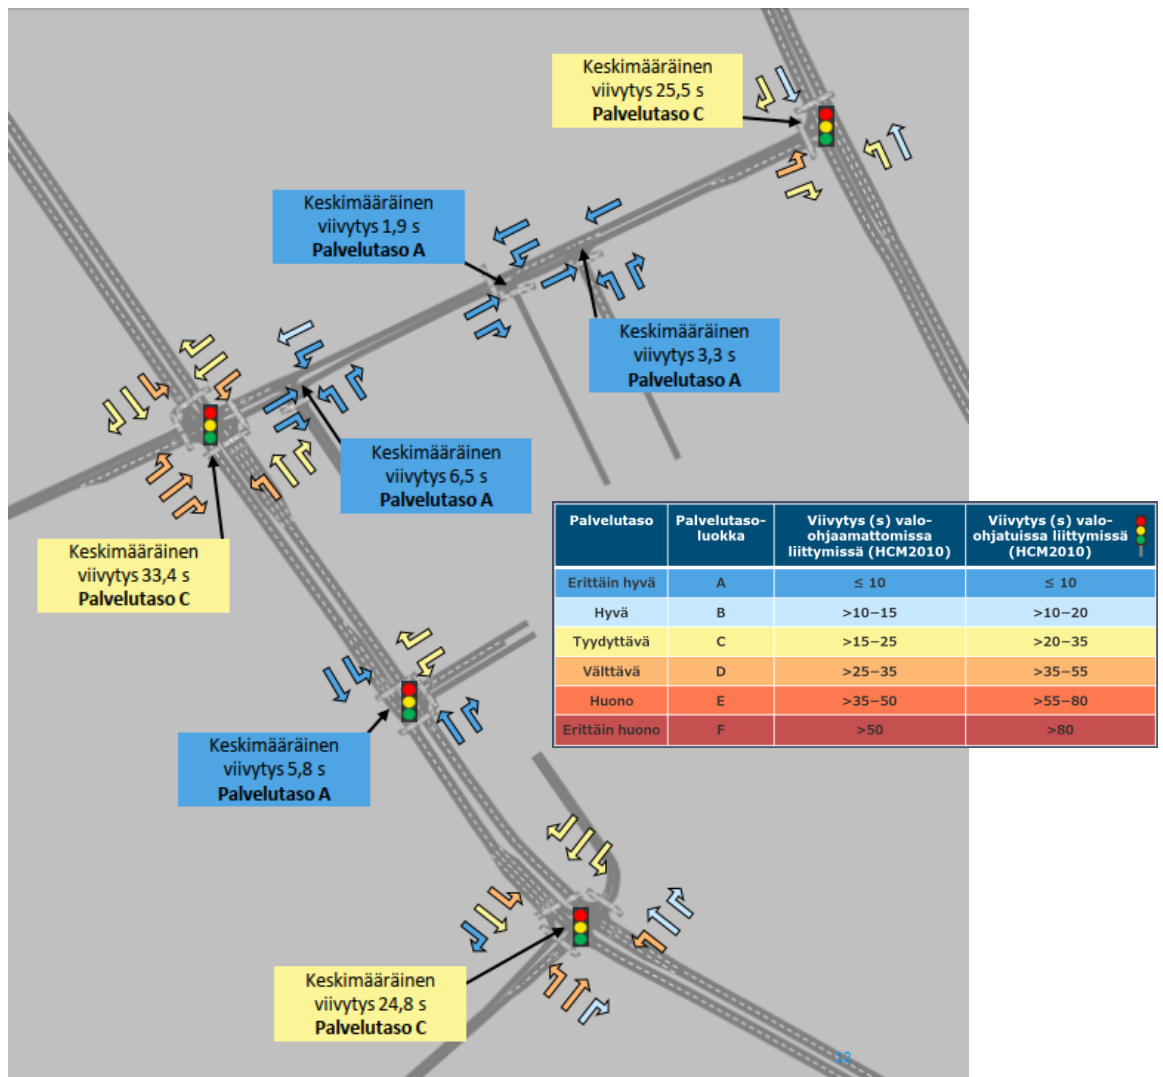 Keskimääräinen
viivytys 25,5 s
Palvelutaso C
Keskimääräinen
viivytys 1,9 s
Palvelutaso A
Keskimääräinen
viivytys 3,3 s
Palvelutaso A
Keskimääräinen
viivytys 6,5 s
Palvelutaso A
Keskimääräinen
viivytys 33,4 s
Palvelutaso C
Keskimääräinen
viivytys 5,8 s
Palvelutaso A
Keskimääräinen
viivytys 24,8 s
Palvelutaso C
12
Palvelutaso
Palvelutaso-
luokka
Viivytys (s) valo-
ohjaamattomissa
liittymissä (HCM2010)
Viivytys (s) valo-
ohjatuissa liittymissä
(HCM2010)
Erittäin hyvä A ≤ 10 ≤ 10
Hyvä B >10–15 >10–20
Tyydyttävä C >15–25 >20–35
Välttävä D >25–35 >35–55
Huono E >35–50 >55–80
Erittäin huono F >50 >80